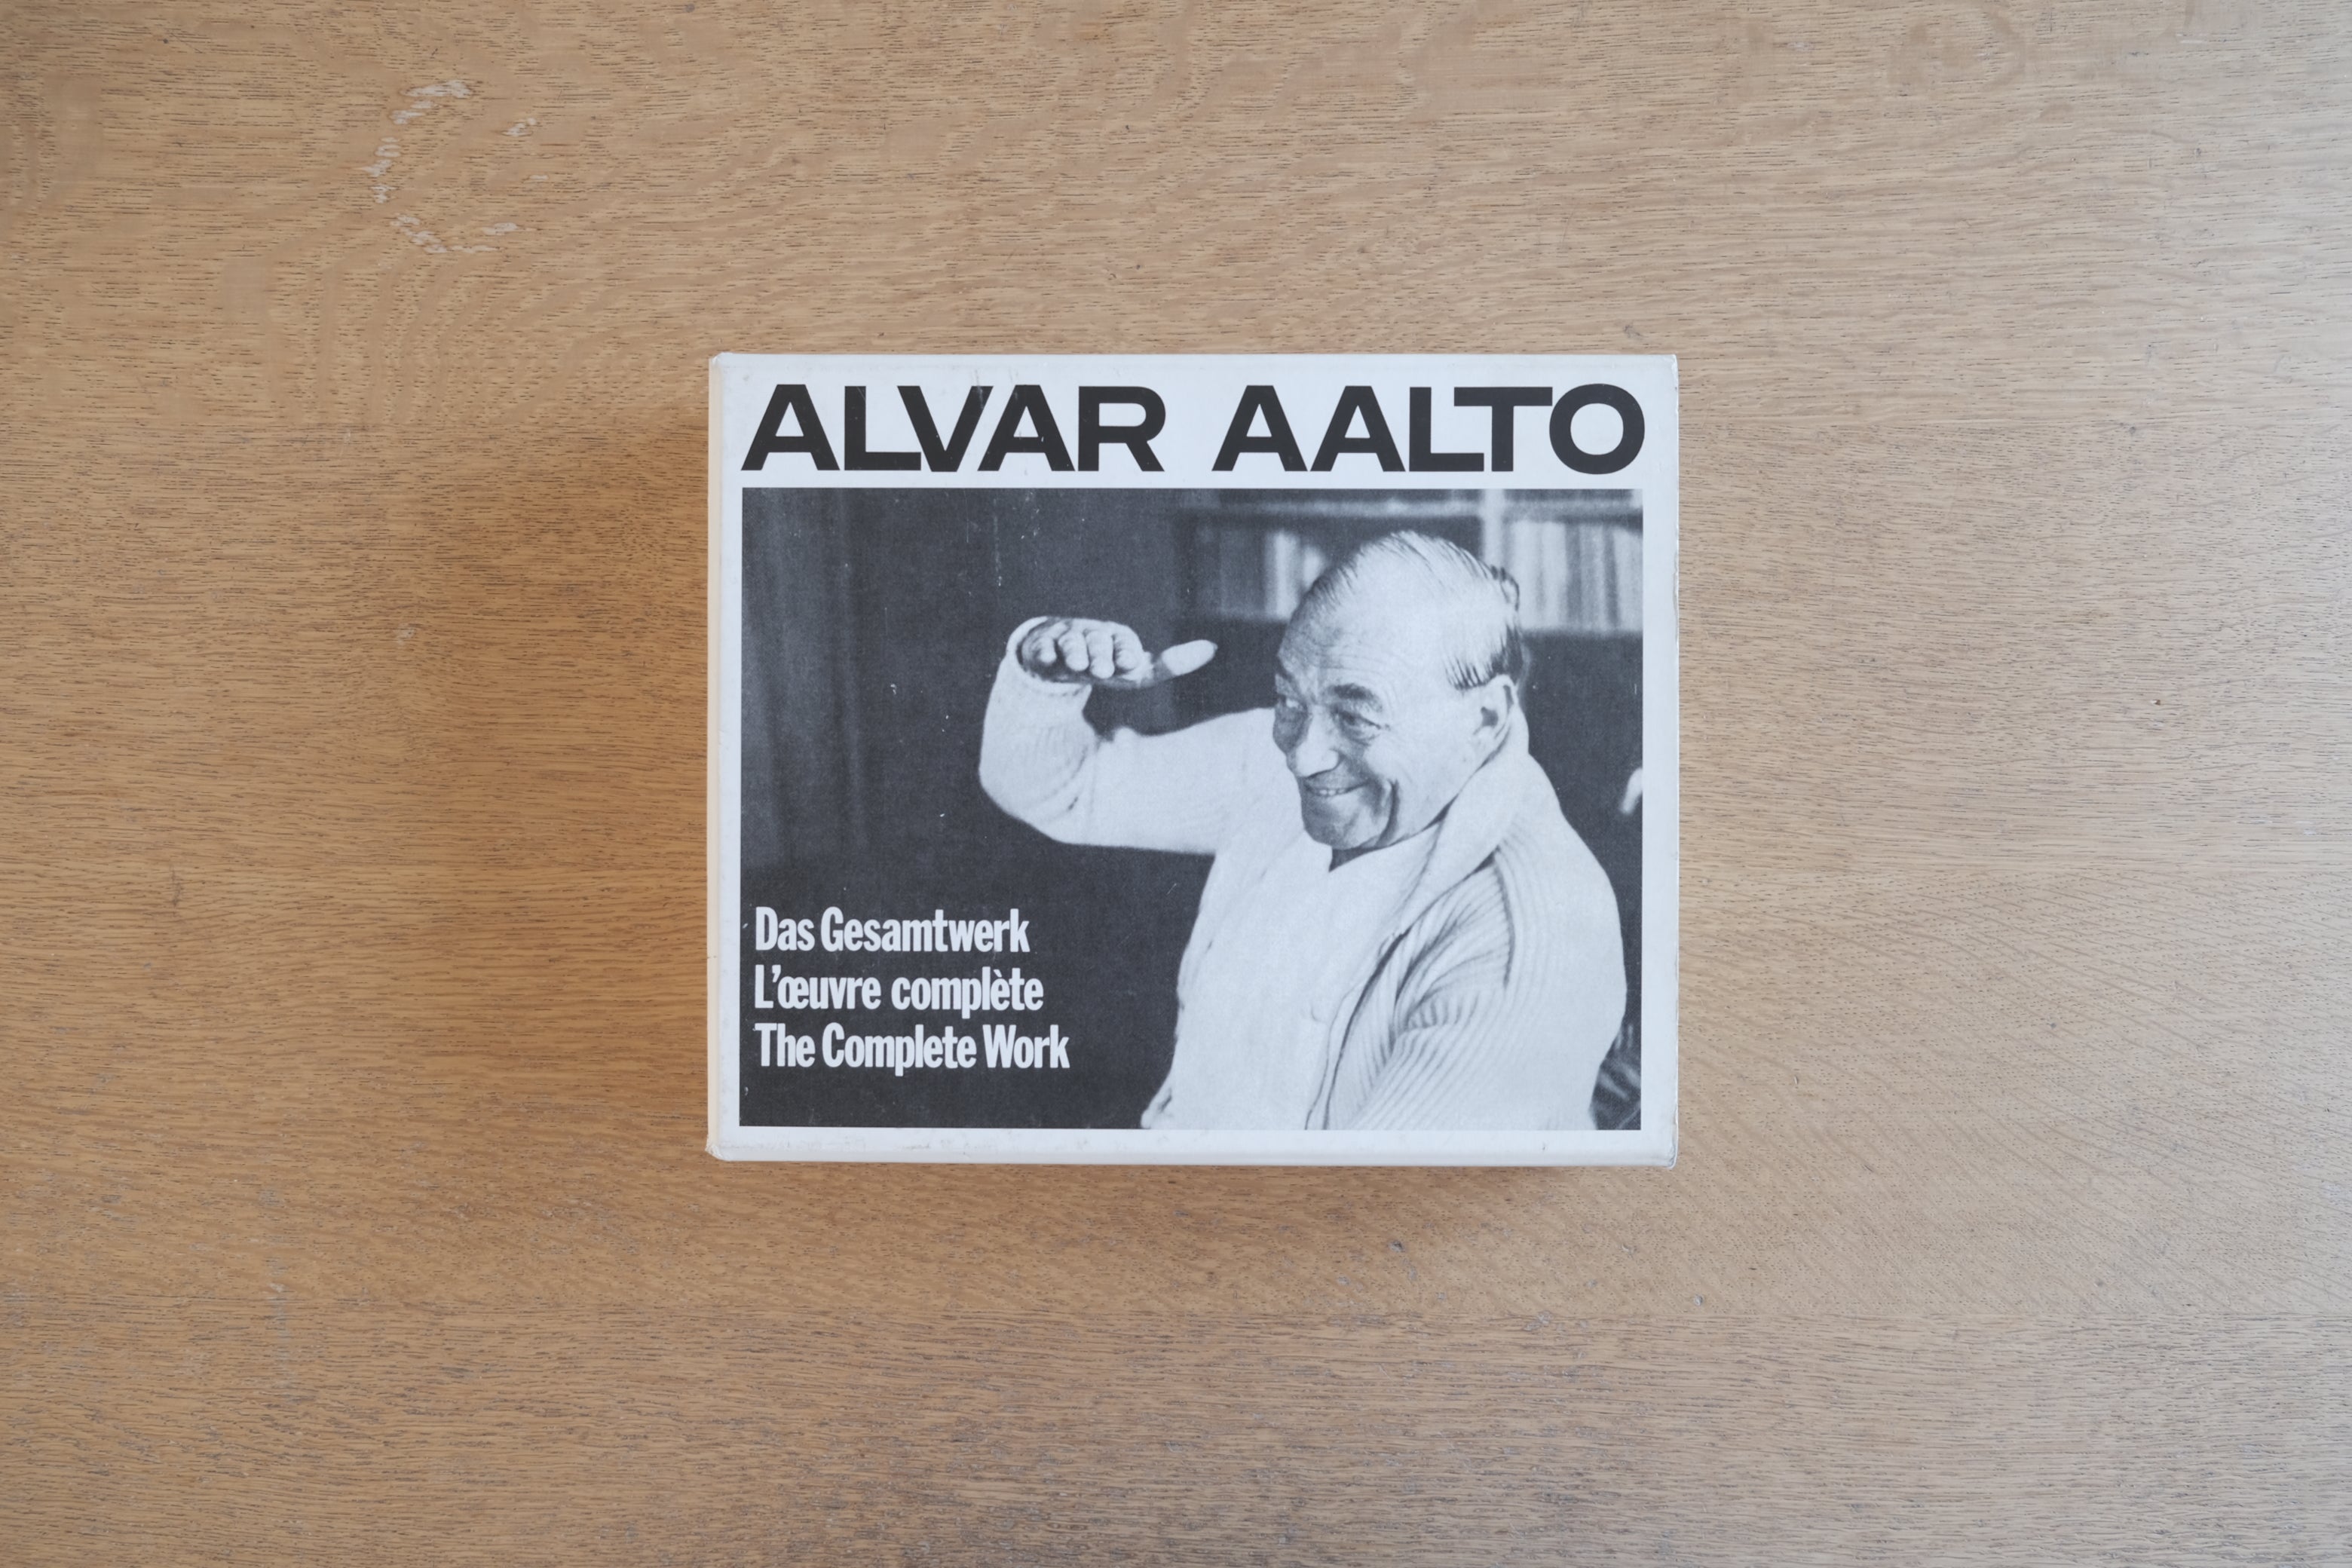 ALVAR AALTO
Das Gesamtwerk
L'œuvre complète
The Complete Work